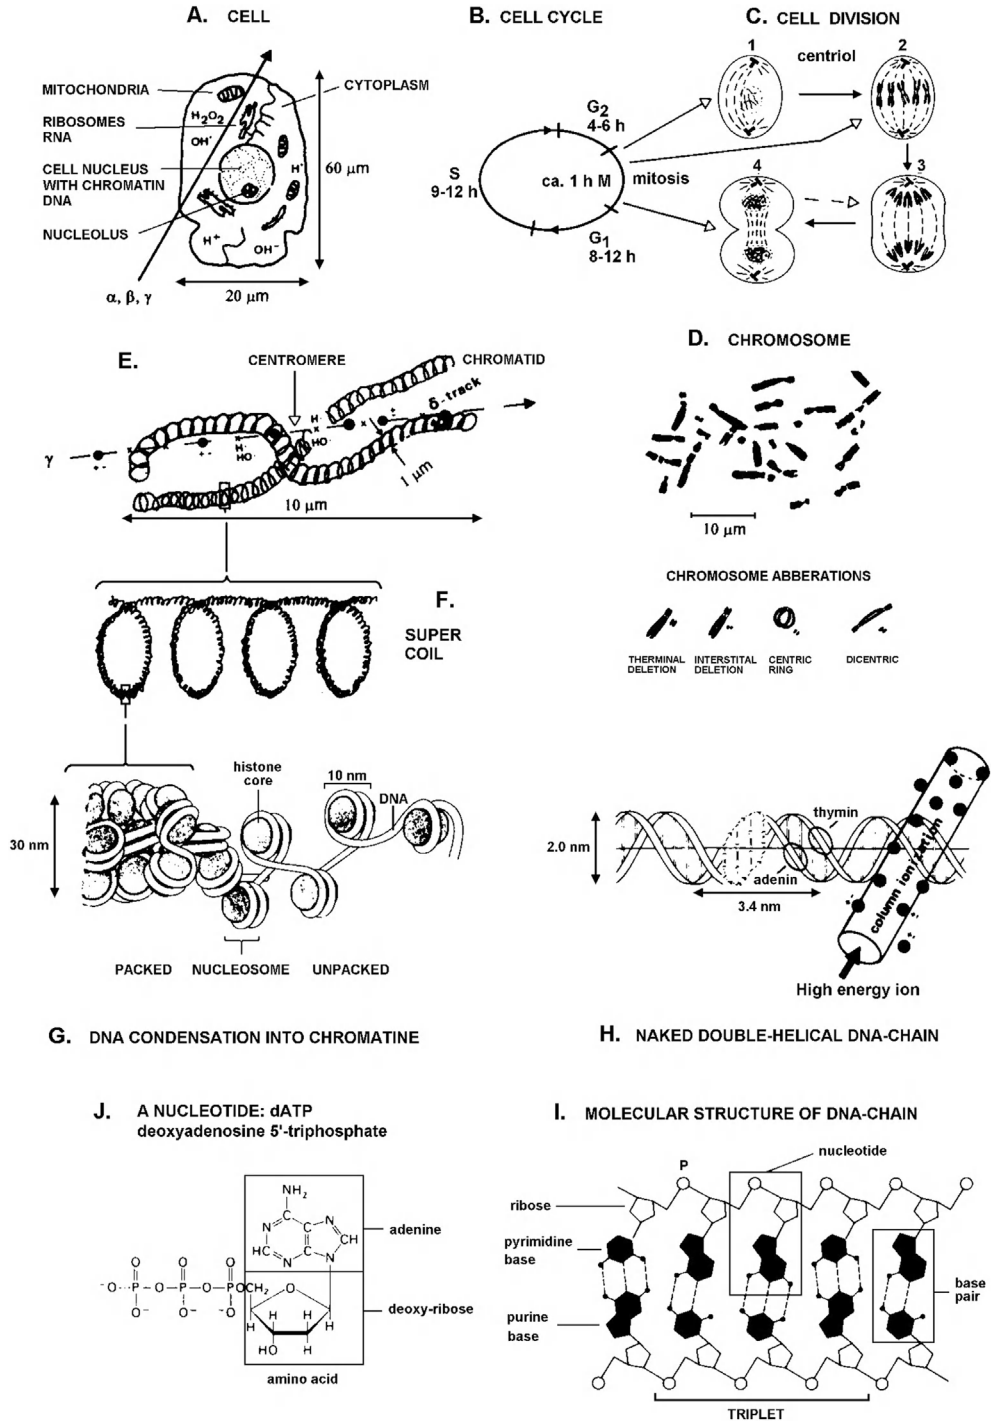 A. CELL
MITOCHONDRIA
RIBOSOMES
RNA
CELL NUCLEUS
WITH CHROMATIN
DNA
NUCLEOLUS
CYTOPLASM
H₂O₂
OH·
H·
H⁺
OH⁻
60 μm
20 μm
α, β, γ
B. CELL CYCLE
G₂
4-6 h
S
9-12 h
ca. 1 h M
mitosis
G₁
8-12 h
C. CELL DIVISION
1
centriol
2
4
3
E.
CENTROMERE
CHROMATID
δ-track
γ
H·
HO·
H·
HO·
1 μm
10 μm
D. CHROMOSOME
10 μm
CHROMOSOME ABBERATIONS
THERMINAL
DELETION
INTERSTITAL
DELETION
CENTRIC
RING
DICENTRIC
F.
SUPER
COIL
histone
core
10 nm
DNA
30 nm
PACKED
NUCLEOSOME
UNPACKED
G. DNA CONDENSATION INTO CHROMATINE
thymin
2.0 nm
adenin
3.4 nm
column ionization
High energy ion
H. NAKED DOUBLE-HELICAL DNA-CHAIN
J. A NUCLEOTIDE: dATP
deoxyadenosine 5'-triphosphate
NH₂
N
N
CH
HC
N
N
adenine
O O O
⁻O P O P O P OCH₂
O⁻ O⁻ O⁻
O
H H H H
HO H
deoxy-ribose
amino acid
I. MOLECULAR STRUCTURE OF DNA-CHAIN
nucleotide
P
ribose
pyrimidine
base
purine
base
base
pair
TRIPLET